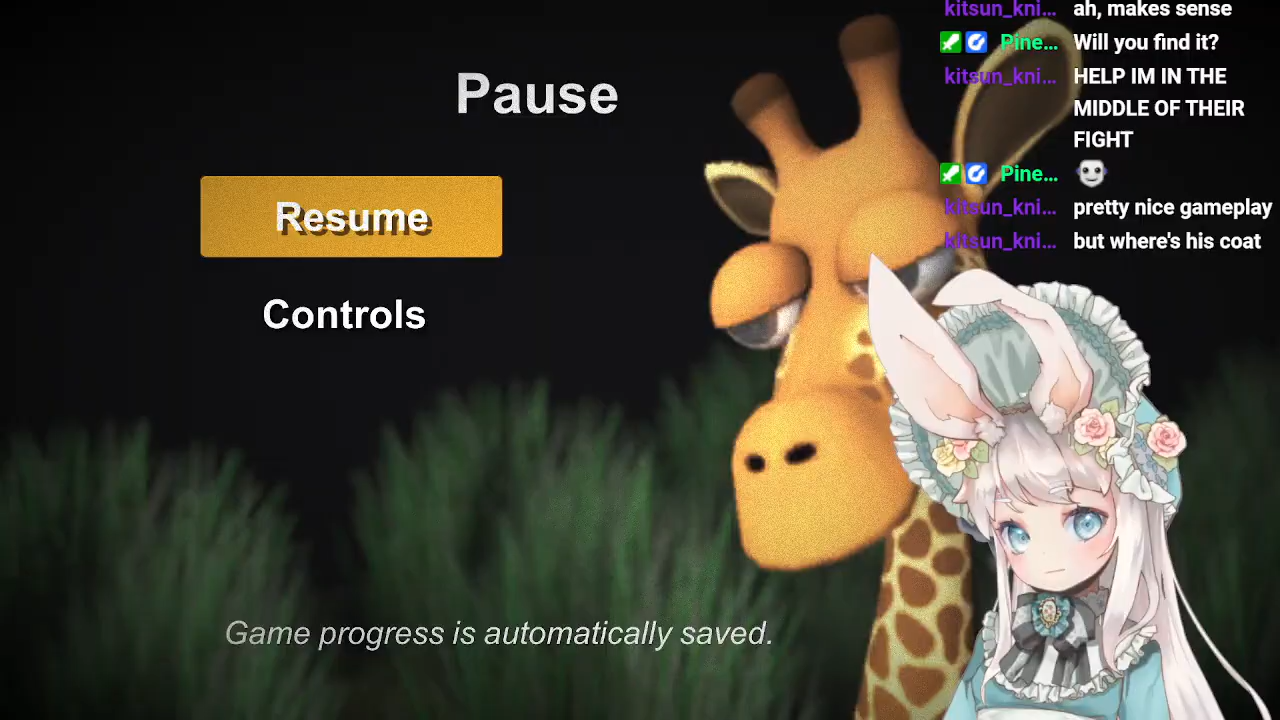 kitsun_kni... ah, makes sense
Pine... Will you find it?
kitsun_kni... HELP IM IN THE
MIDDLE OF THEIR
FIGHT
Pine...
kitsun_kni... pretty nice gameplay
kitsun_kni... but where's his coat
Pause
Resume
Controls
Game progress is automatically saved.